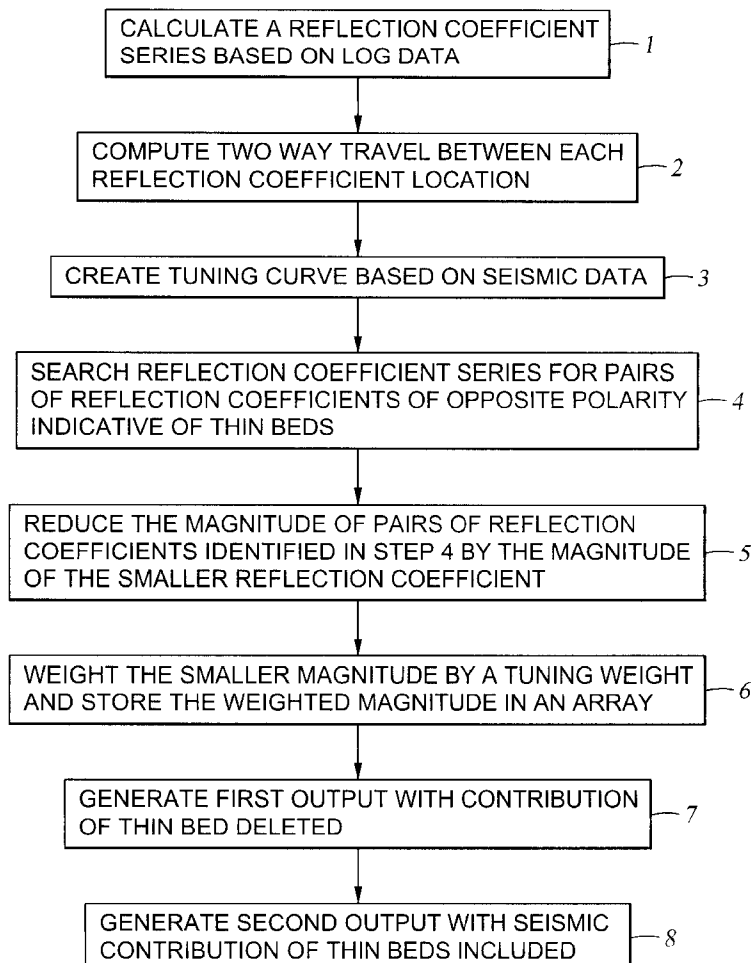 CALCULATE A REFLECTION COEFFICIENT
SERIES BASED ON LOG DATA
1
COMPUTE TWO WAY TRAVEL BETWEEN EACH
REFLECTION COEFFICIENT LOCATION
2
CREATE TUNING CURVE BASED ON SEISMIC DATA
3
SEARCH REFLECTION COEFFICIENT SERIES FOR PAIRS
OF REFLECTION COEFFICIENTS OF OPPOSITE POLARITY
INDICATIVE OF THIN BEDS
4
REDUCE THE MAGNITUDE OF PAIRS OF REFLECTION
COEFFICIENTS IDENTIFIED IN STEP 4 BY THE MAGNITUDE
OF THE SMALLER REFLECTION COEFFICIENT
5
WEIGHT THE SMALLER MAGNITUDE BY A TUNING WEIGHT
AND STORE THE WEIGHTED MAGNITUDE IN AN ARRAY
6
GENERATE FIRST OUTPUT WITH CONTRIBUTION
OF THIN BED DELETED
7
GENERATE SECOND OUTPUT WITH SEISMIC
CONTRIBUTION OF THIN BEDS INCLUDED
8